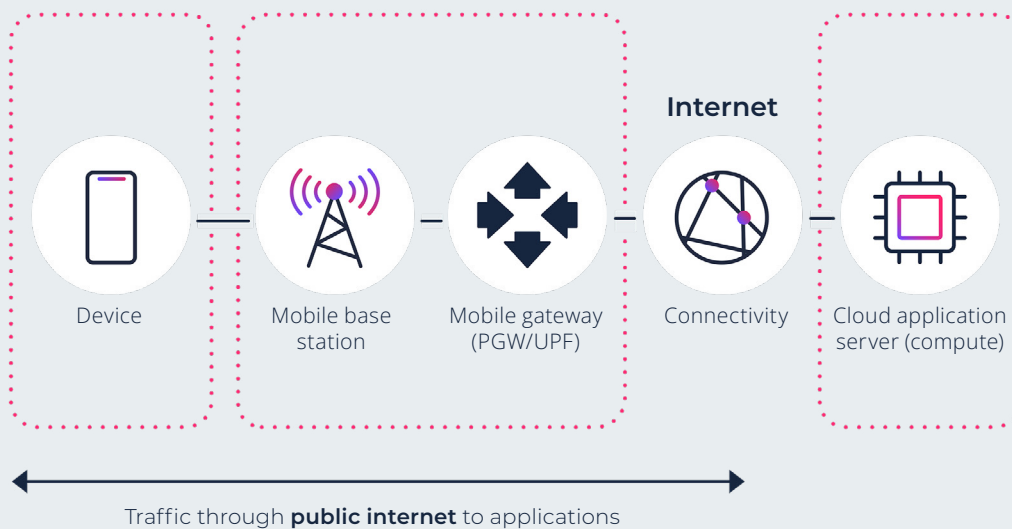 Internet
Device
Mobile base
station
Mobile gateway
(PGW/UPF)
Connectivity
Cloud application
server (compute)
Traffic through public internet to applications